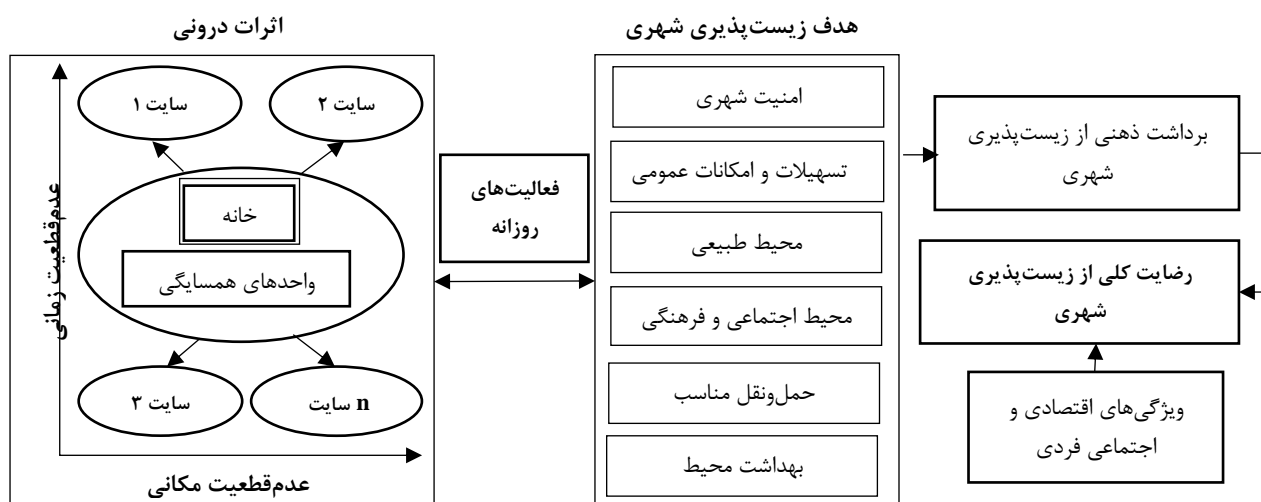 اثرات درونی
هدف زیست‌پذیری شهری
سایت ۱
سایت ۲
خانه
واحدهای همسایگی
سایت ۳
سایت n
عدم‌قطعیت زمانی
عدم‌قطعیت مکانی
فعالیت‌های
روزانه
امنیت شهری
تسهیلات و امکانات عمومی
محیط طبیعی
محیط اجتماعی و فرهنگی
حمل‌ونقل مناسب
بهداشت محیط
برداشت ذهنی از زیست‌پذیری
شهری
رضایت کلی از زیست‌پذیری
شهری
ویژگی‌های اقتصادی و
اجتماعی فردی